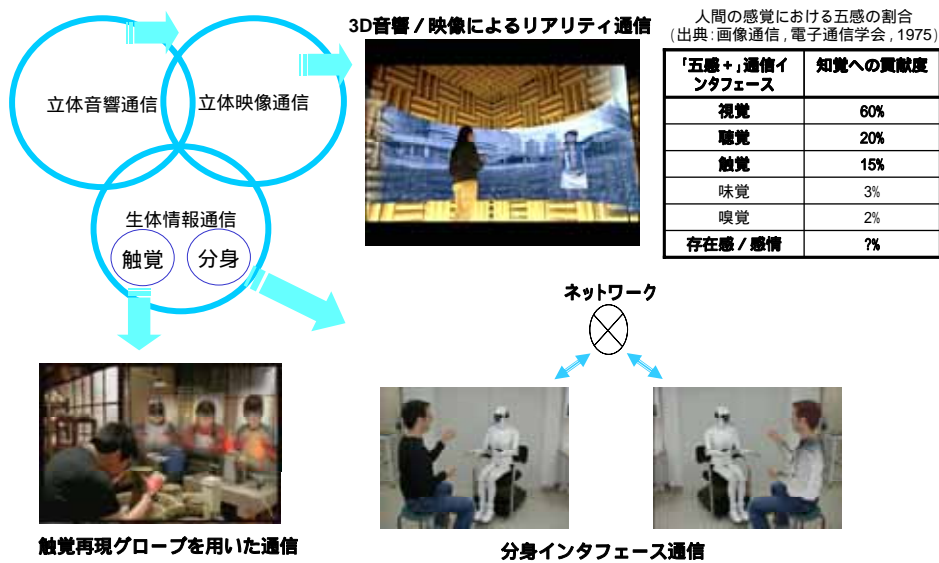 3D音響／映像によるリアリティ通信
人間の感覚における五感の割合
（出典：画像通信，電子通信学会，1975）
立体音響通信
立体映像通信
「五感＋」通信インタフェース
知覚への貢献度
視覚
60%
聴覚
20%
触覚
15%
味覚
3%
嗅覚
2%
存在感／感情
?%
生体情報通信
触覚
分身
ネットワーク
触覚再現グローブを用いた通信
分身インタフェース通信